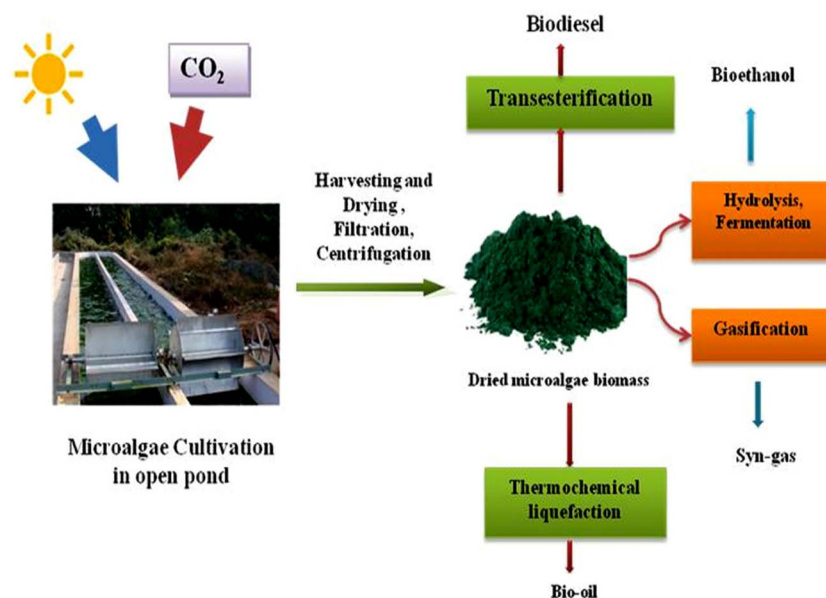 CO₂
Microalgae Cultivation
in open pond
Harvesting and
Drying ,
Filtration,
Centrifugation
Biodiesel
Transesterification
Bioethanol
Hydrolysis,
Fermentation
Gasification
Syn-gas
Dried microalgae biomass
Thermochemical
liquefaction
Bio-oil